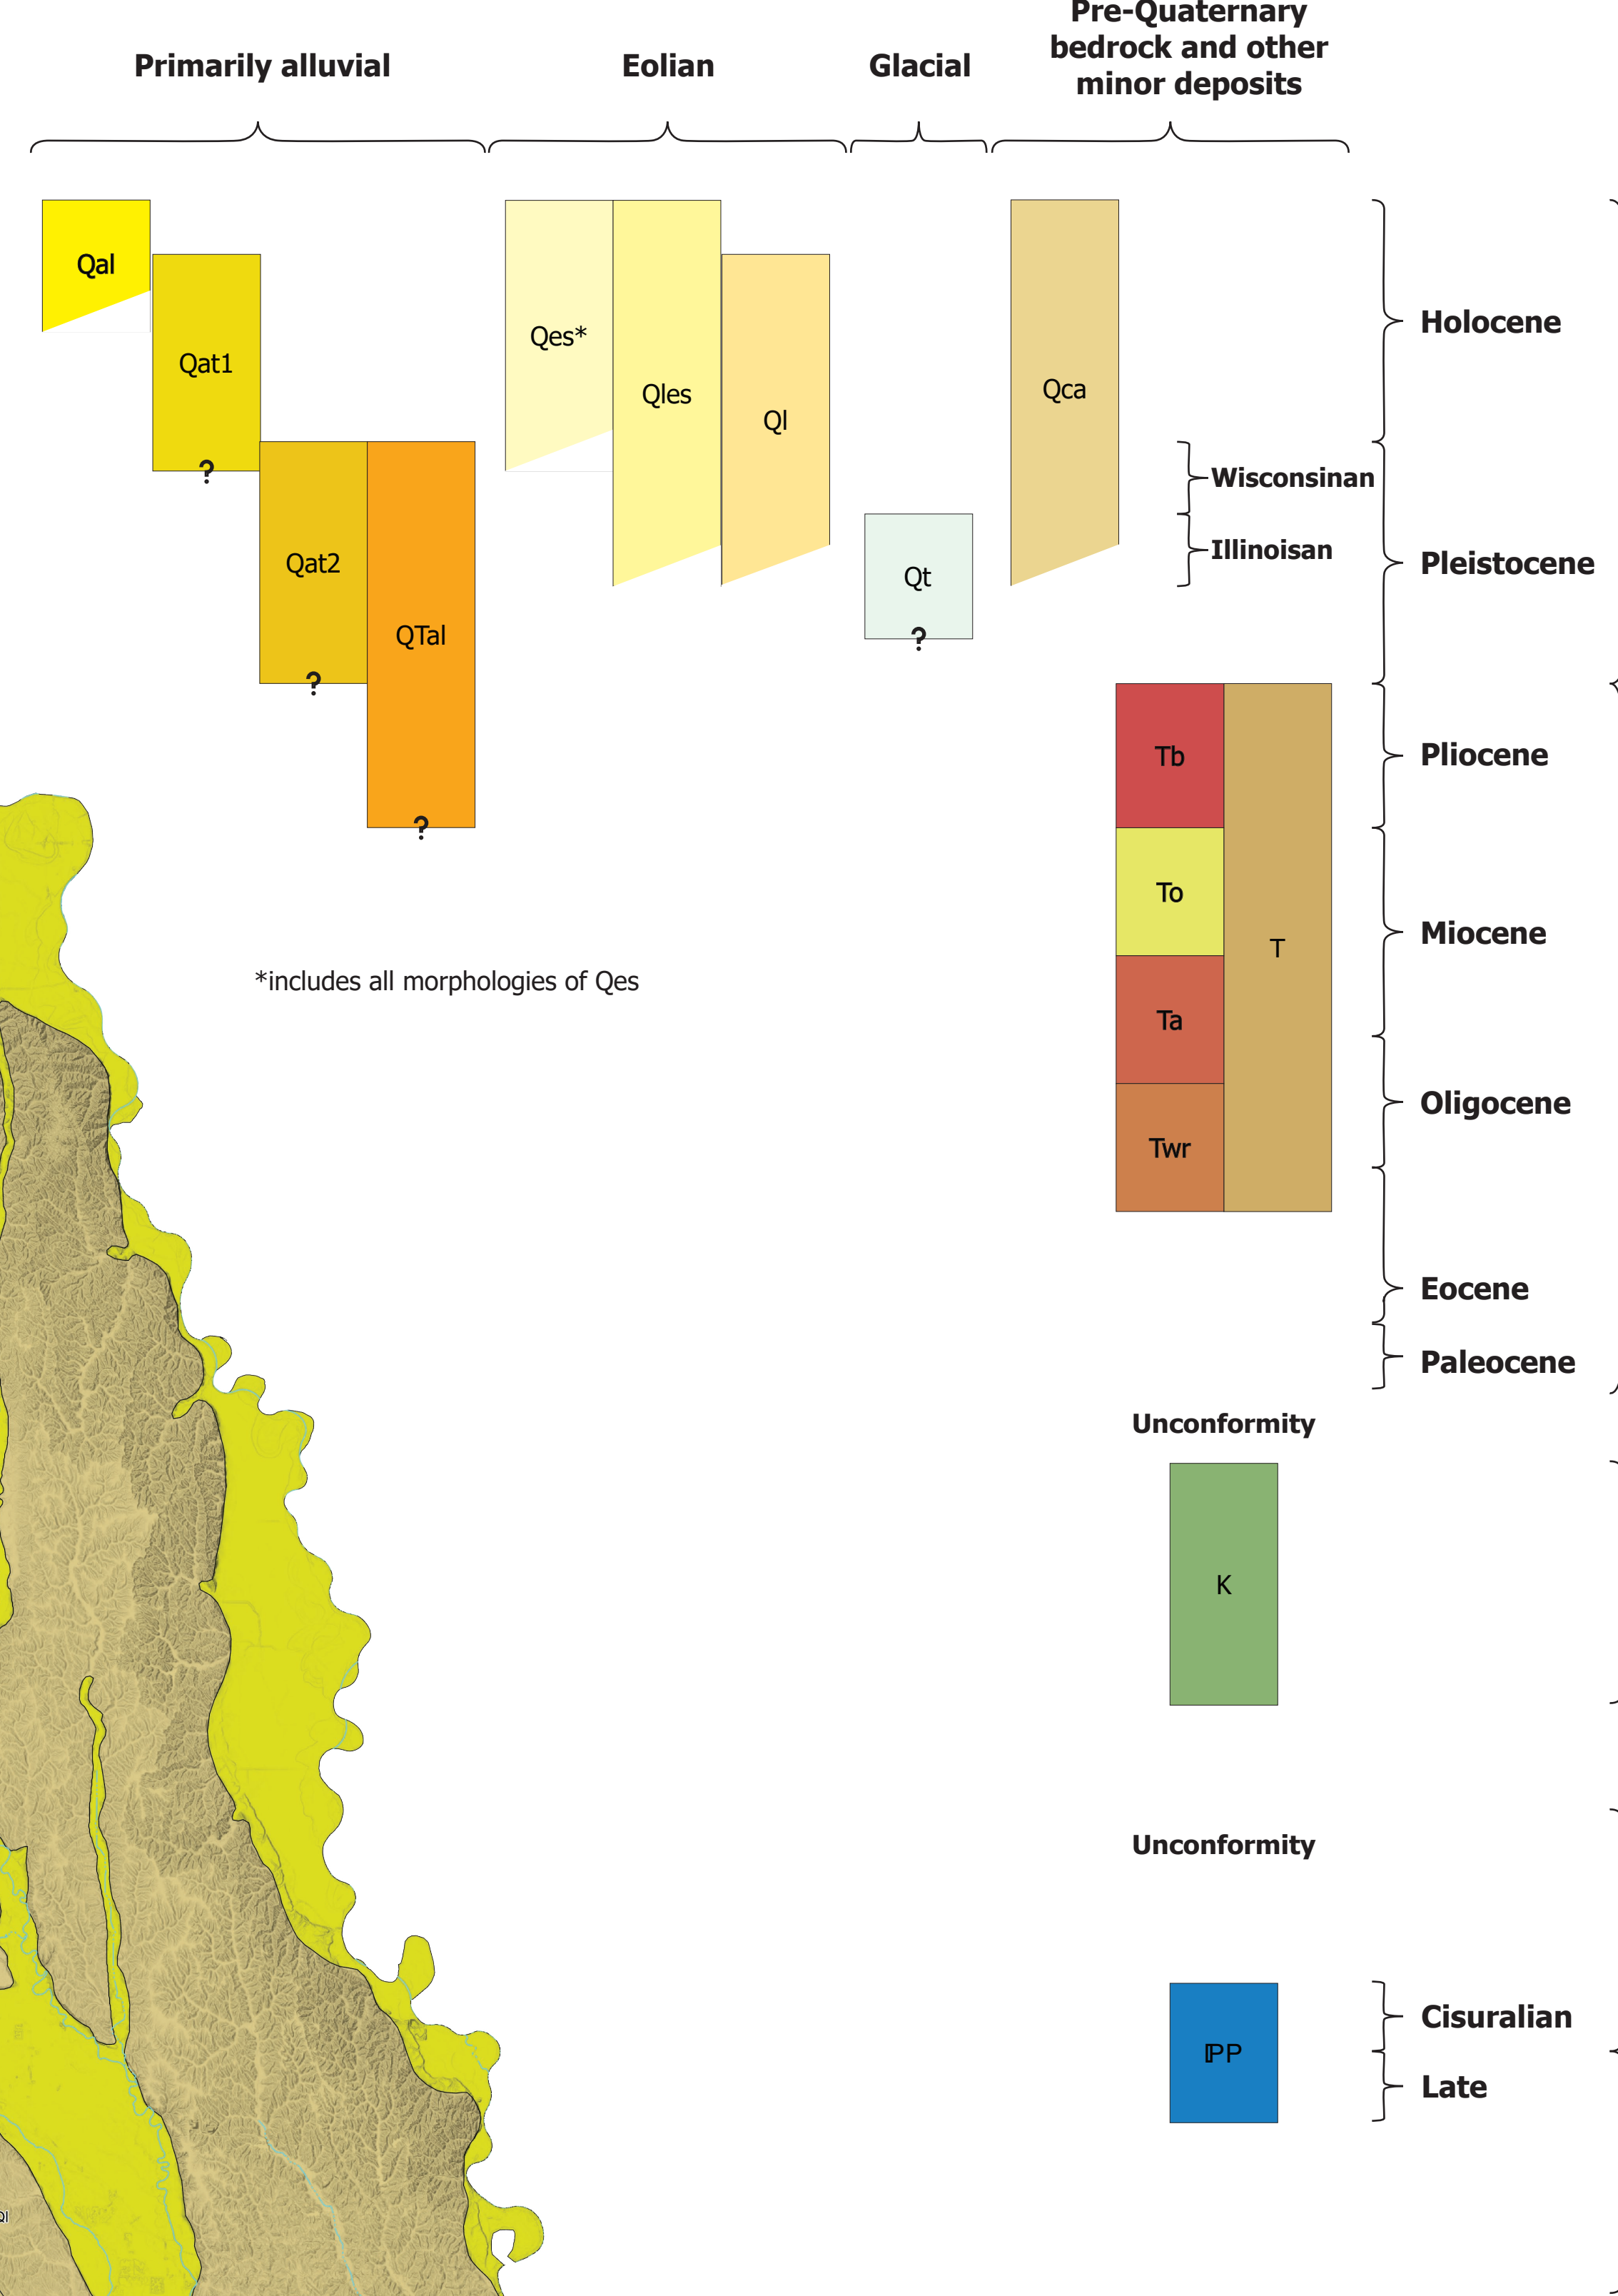 Primarily alluvial
Eolian
Glacial
Pre-Quaternary
bedrock and other
minor deposits
Qal
Qat1
?
Qat2
?
QTal
?
Qes*
Qles
Ql
Qt
?
Qca
Wisconsinan
Illinoisan
Holocene
Pleistocene
Pliocene
Miocene
Oligocene
Eocene
Paleocene
Tb
To
Ta
Twr
T
*includes all morphologies of Qes
Unconformity
K
Unconformity
ℙP
Cisuralian
Late
Ql